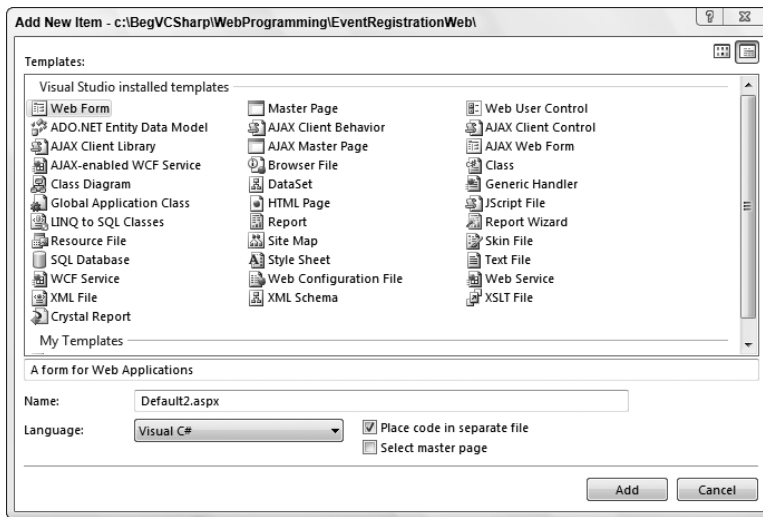 Add New Item - c:\BegVCSharp\WebProgramming\EventRegistrationWeb\
Templates:
Visual Studio installed templates
Web Form Master Page Web User Control
ADO.NET Entity Data Model AJAX Client Behavior AJAX Client Control
AJAX Client Library AJAX Master Page AJAX Web Form
AJAX-enabled WCF Service Browser File Class
Class Diagram DataSet Generic Handler
Global Application Class HTML Page JScript File
LINQ to SQL Classes Report Report Wizard
Resource File Site Map Skin File
SQL Database Style Sheet Text File
WCF Service Web Configuration File Web Service
XML File XML Schema XSLT File
Crystal Report
My Templates
A form for Web Applications
Name: Default2.aspx
Language: Visual C# Place code in separate file
Select master page
Add Cancel